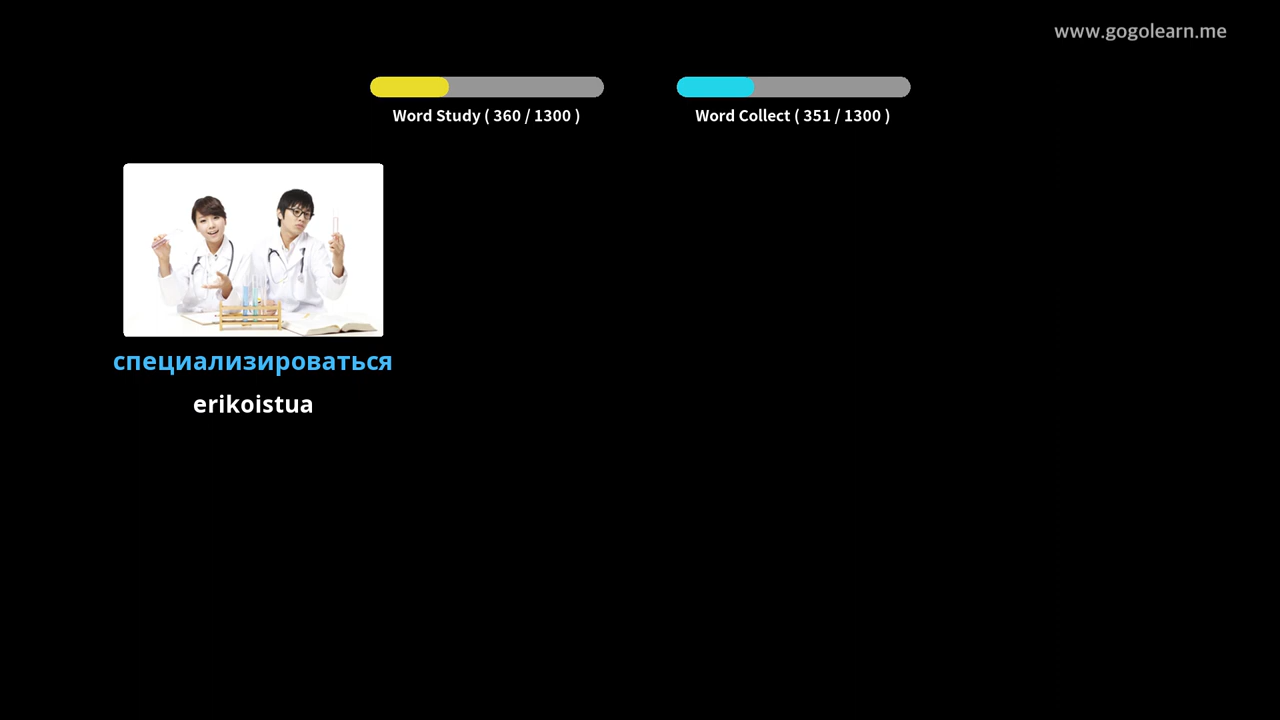 www.gogolearn.me
Word Study ( 360 / 1300 )
Word Collect ( 351 / 1300 )
специализироваться
erikoistua